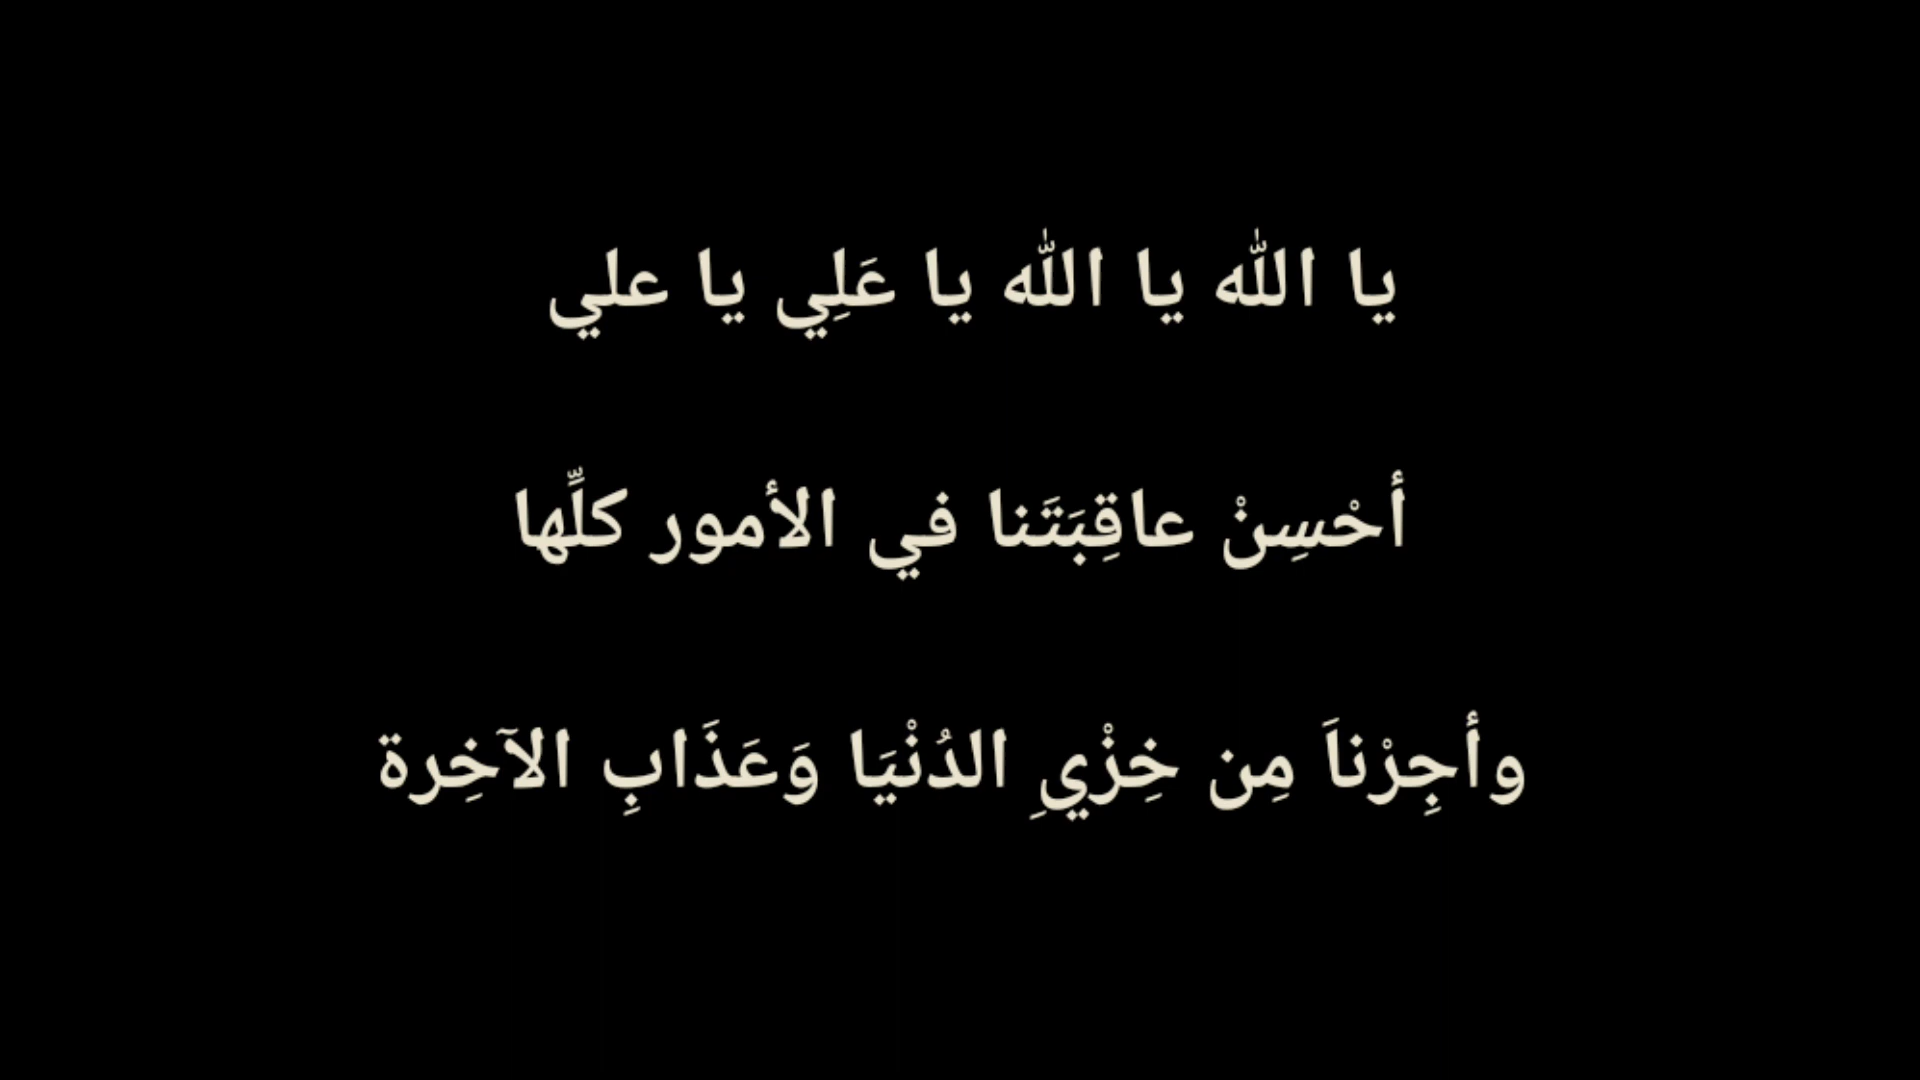 يا الله يا الله يا عَلِي يا علي
أحْسِنْ عاقِبَتَنا في الأمور كلِّها
وأجِرْناَ مِن خِزْيِ الدُنْيَا وَعَذَابِ الآخِرة